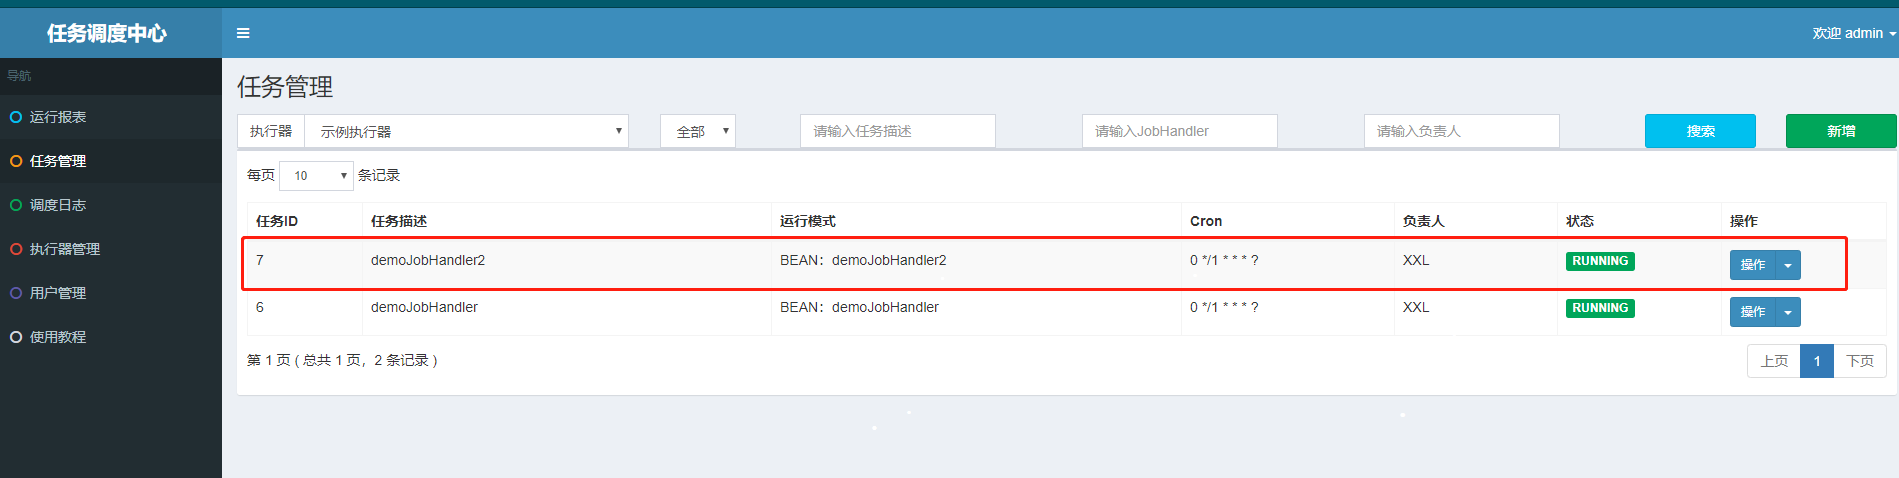 任务调度中心
欢迎 admin
导航
运行报表
任务管理
调度日志
执行器管理
用户管理
使用教程
任务管理
执行器 示例执行器 全部 请输入任务描述 请输入JobHandler 请输入负责人 搜索 新增
每页 10 条记录
任务ID 任务描述 运行模式 Cron 负责人 状态 操作
7 demoJobHandler2 BEAN：demoJobHandler2 0 */1 * * * ? XXL RUNNING 操作
6 demoJobHandler BEAN：demoJobHandler 0 */1 * * * ? XXL RUNNING 操作
第 1 页 ( 总共 1 页，2 条记录 ) 上页 1 下页